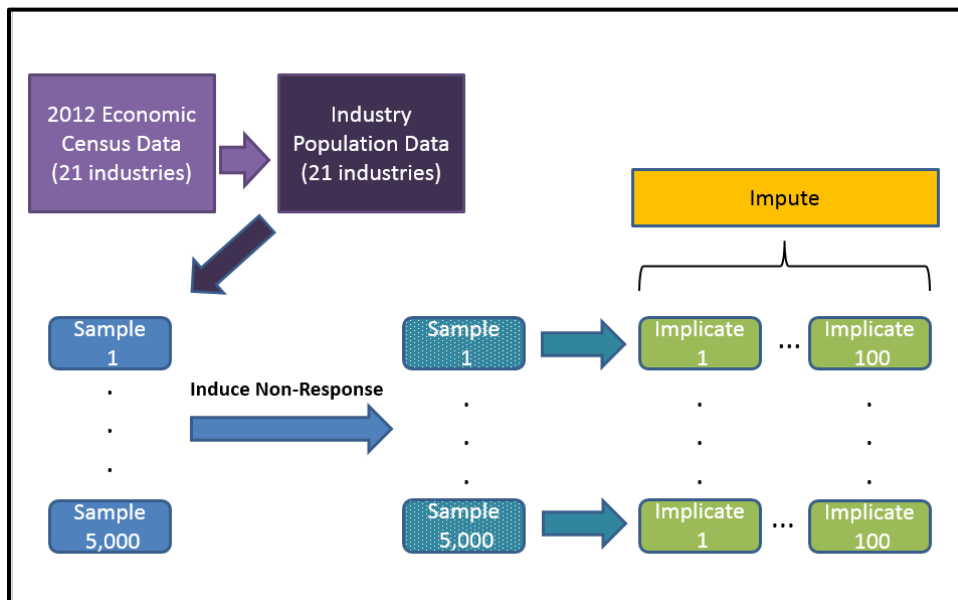 2012 Economic
Census Data
(21 industries)
Industry
Population Data
(21 industries)
Impute
Sample
1
.
.
.
Sample
5,000
Induce Non-Response
Sample
1
.
.
.
Sample
5,000
Implicate
1
...
Implicate
100
.
.
.
.
.
.
Implicate
1
...
Implicate
100